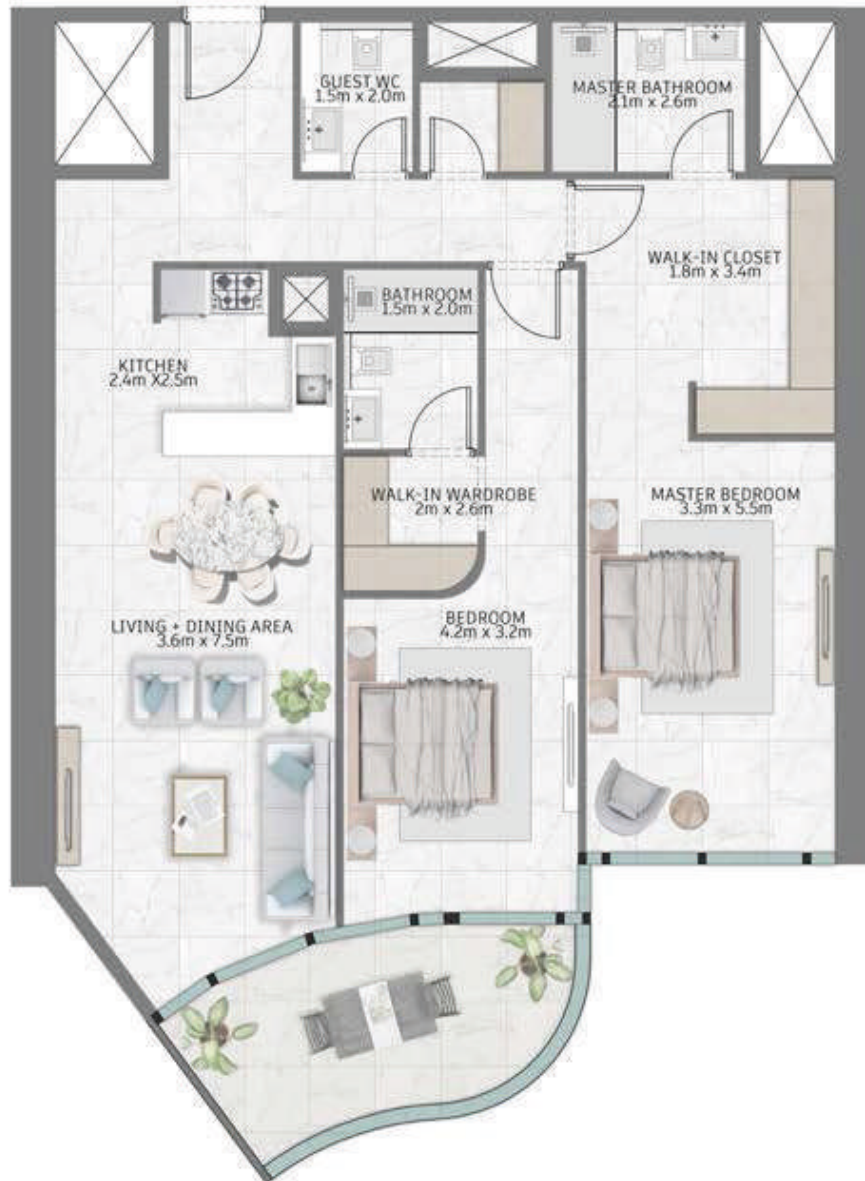 GUEST WC
1.5m x 2.0m
MASTER BATHROOM
2.1m x 2.6m
WALK-IN CLOSET
1.8m x 3.4m
BATHROOM
1.5m x 2.0m
KITCHEN
2.4m X2.5m
WALK-IN WARDROBE
2m x 2.6m
MASTER BEDROOM
3.3m x 5.5m
LIVING + DINING AREA
3.6m x 7.5m
BEDROOM
4.2m x 3.2m